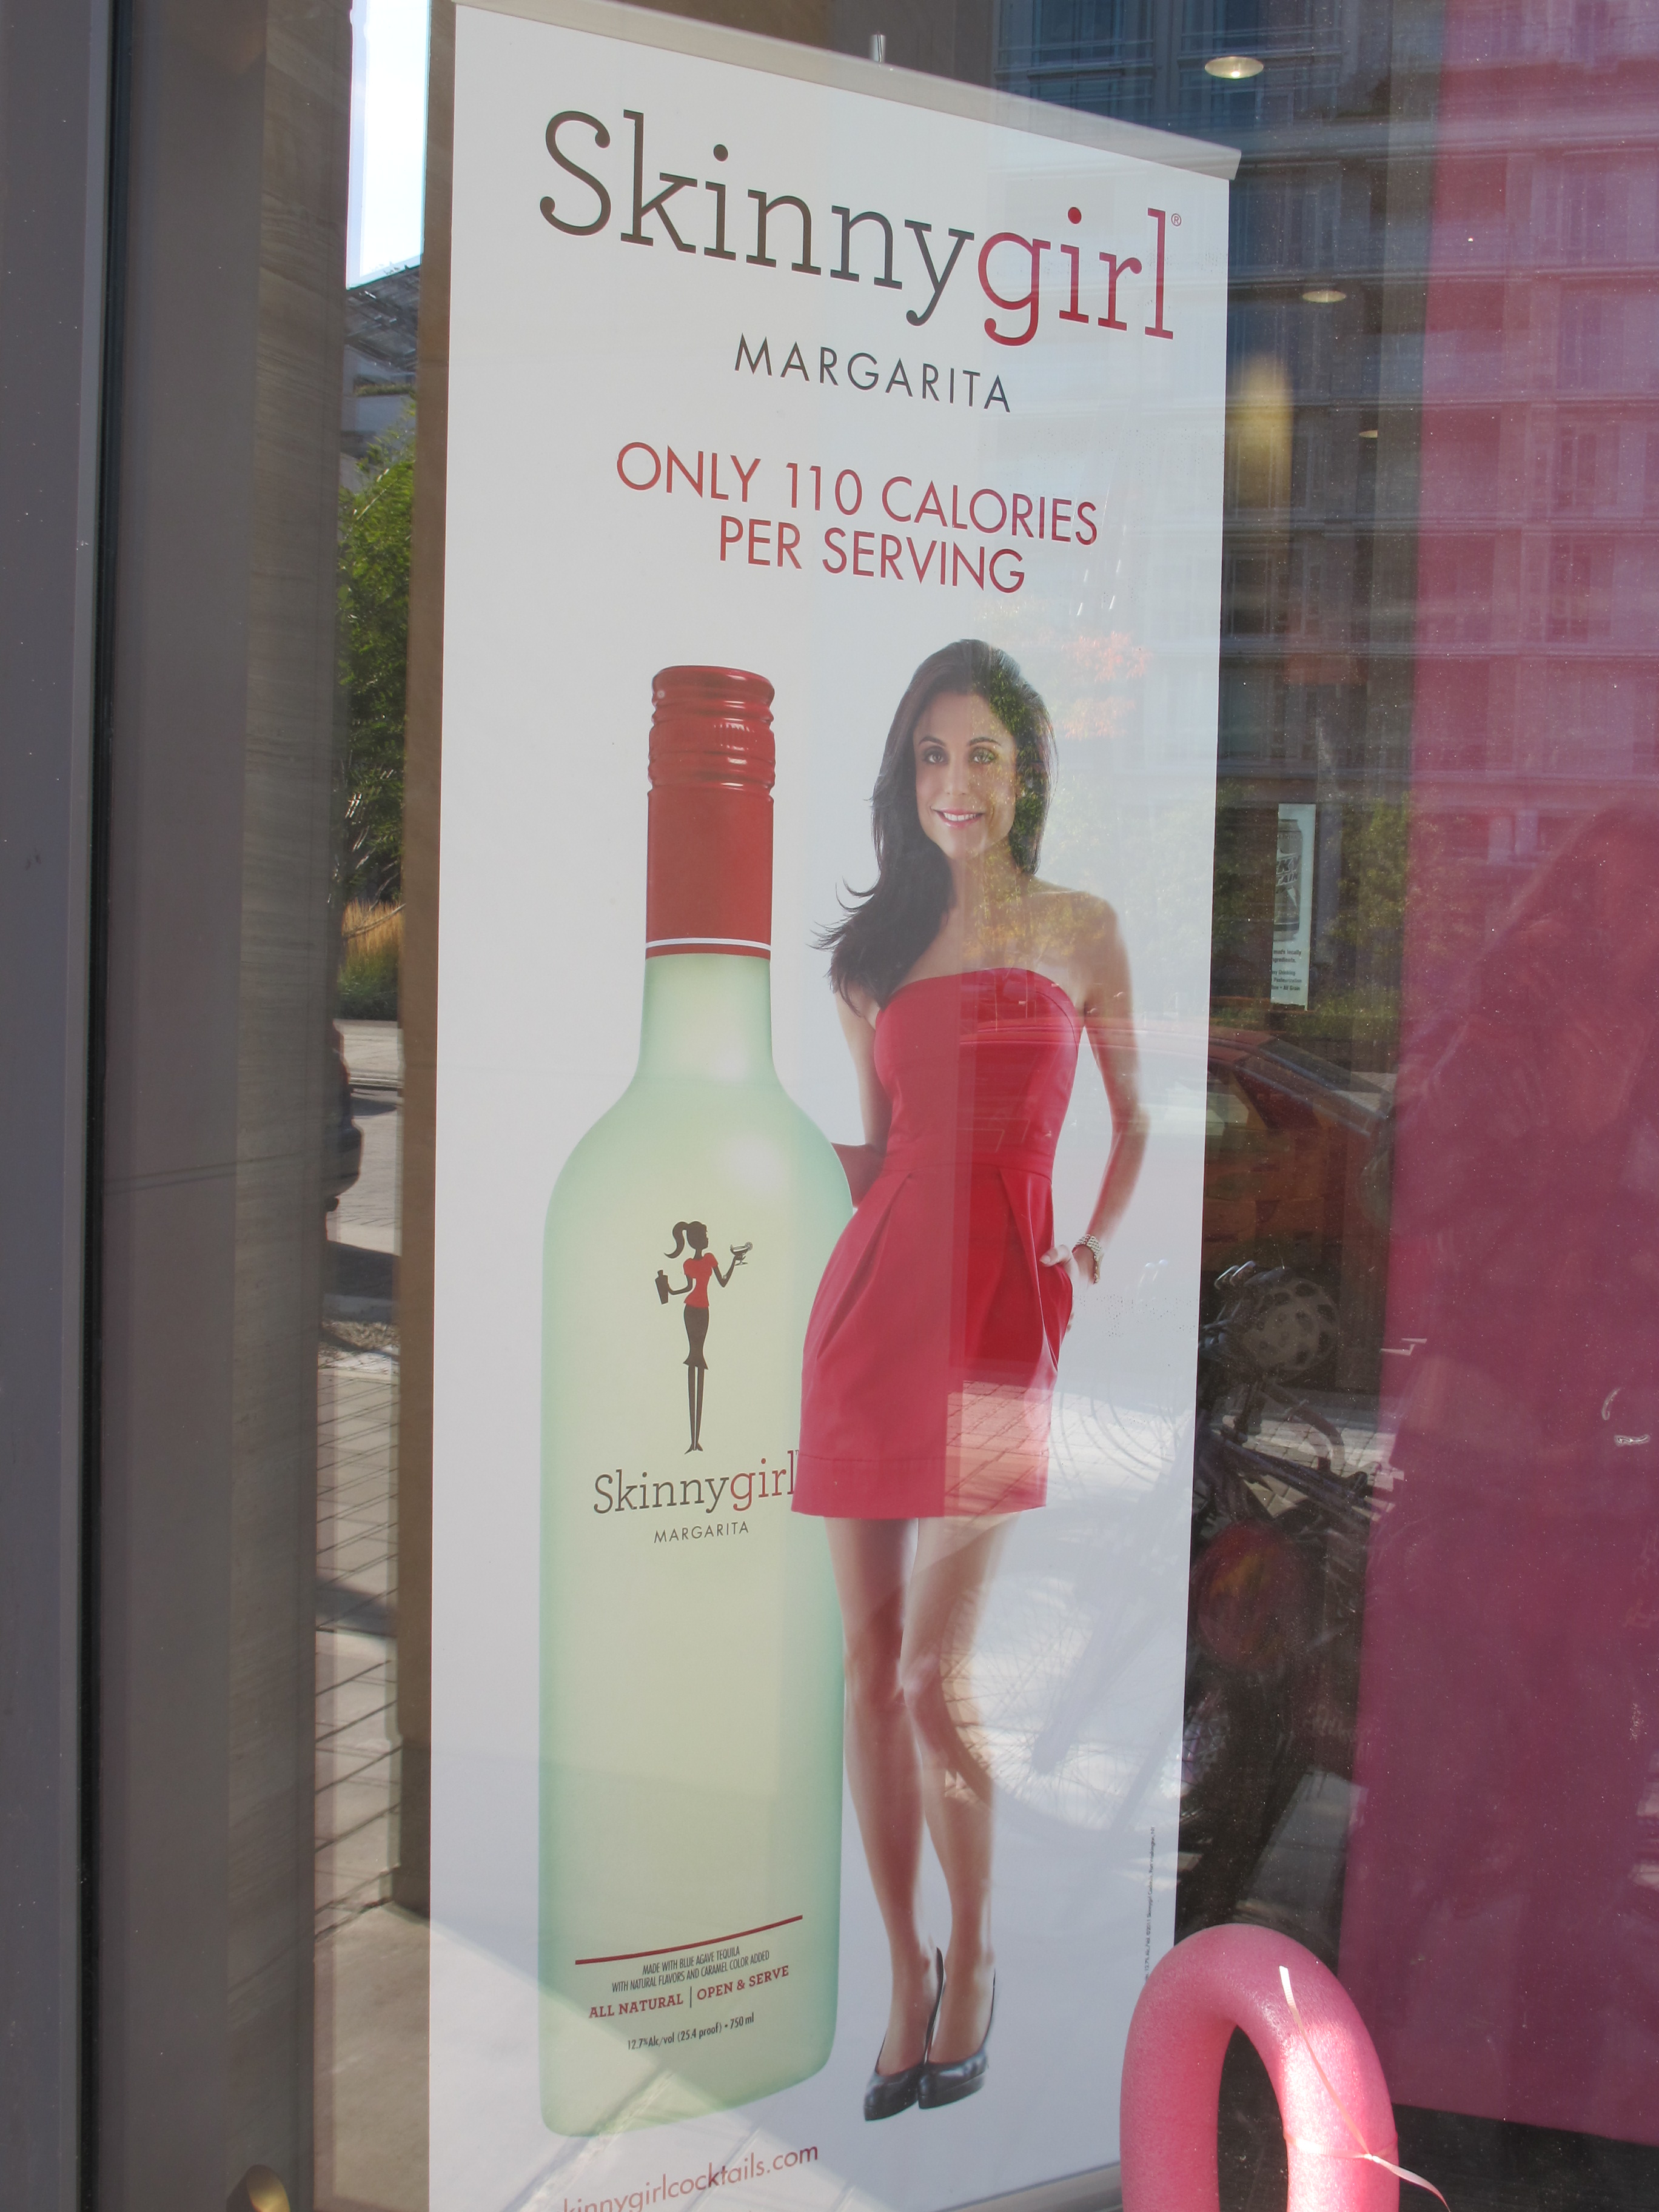 Skinnygirl®
MARGARITA
ONLY 110 CALORIES
PER SERVING
Skinnygirl
MARGARITA
MADE WITH BLUE AGAVE TEQUILA
WITH NATURAL FLAVORS AND CARAMEL COLOR ADDED
ALL NATURAL | OPEN & SERVE
12.7%Alc/vol (25.4 proof) • 750 ml
kinnygirlcocktails.com